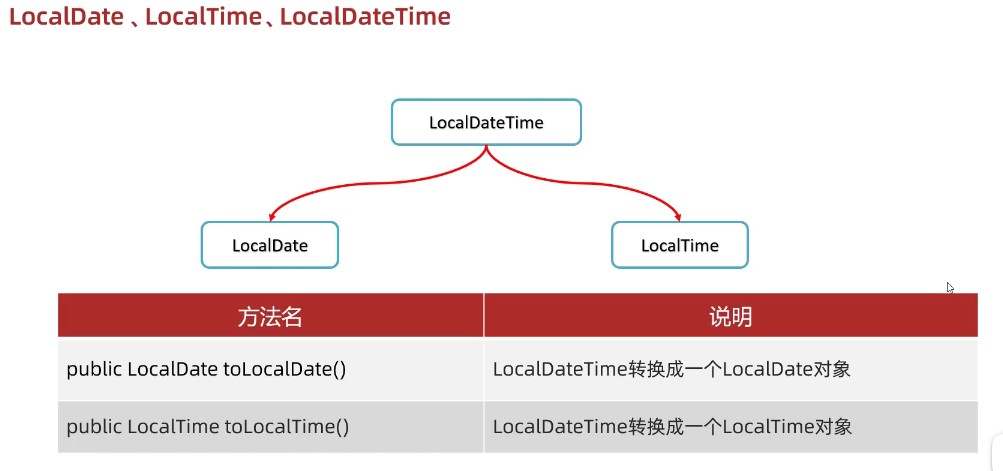 LocalDate 、LocalTime、LocalDateTime
LocalDateTime
LocalDate
LocalTime
方法名 说明
public LocalDate toLocalDate() LocalDateTime转换成一个LocalDate对象
public LocalTime toLocalTime() LocalDateTime转换成一个LocalTime对象